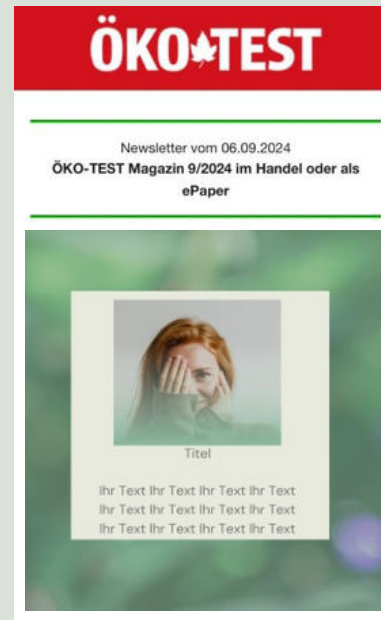 ÖKO TEST
Newsletter vom 06.09.2024
ÖKO-TEST Magazin 9/2024 im Handel oder als
ePaper
Titel
Ihr Text Ihr Text Ihr Text Ihr Text
Ihr Text Ihr Text Ihr Text Ihr Text
Ihr Text Ihr Text Ihr Text Ihr Text